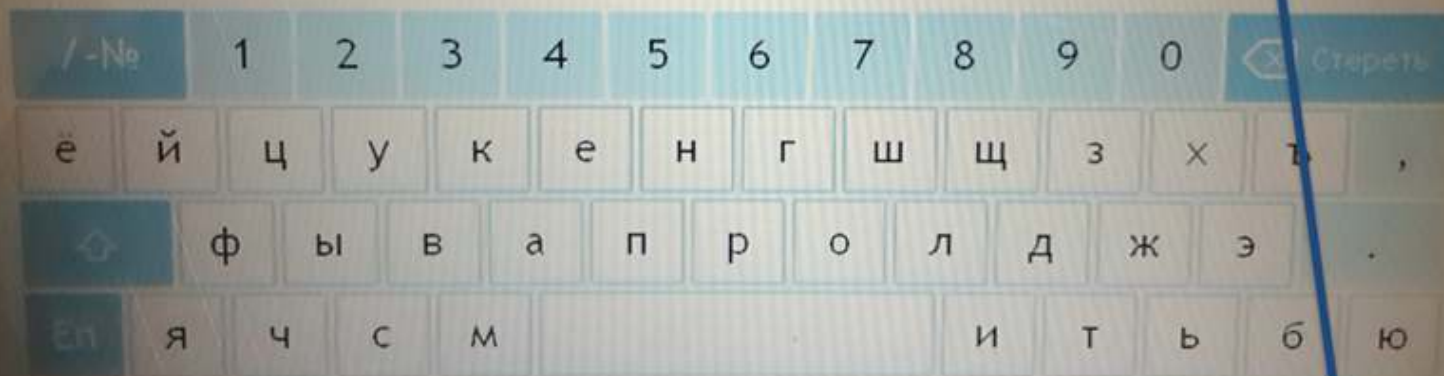 /-№ 1 2 3 4 5 6 7 8 9 0 Стереть
ё й ц у к е н г ш щ з х ъ ,
ф ы в а п р о л д ж э .
En я ч с м и т ь б ю